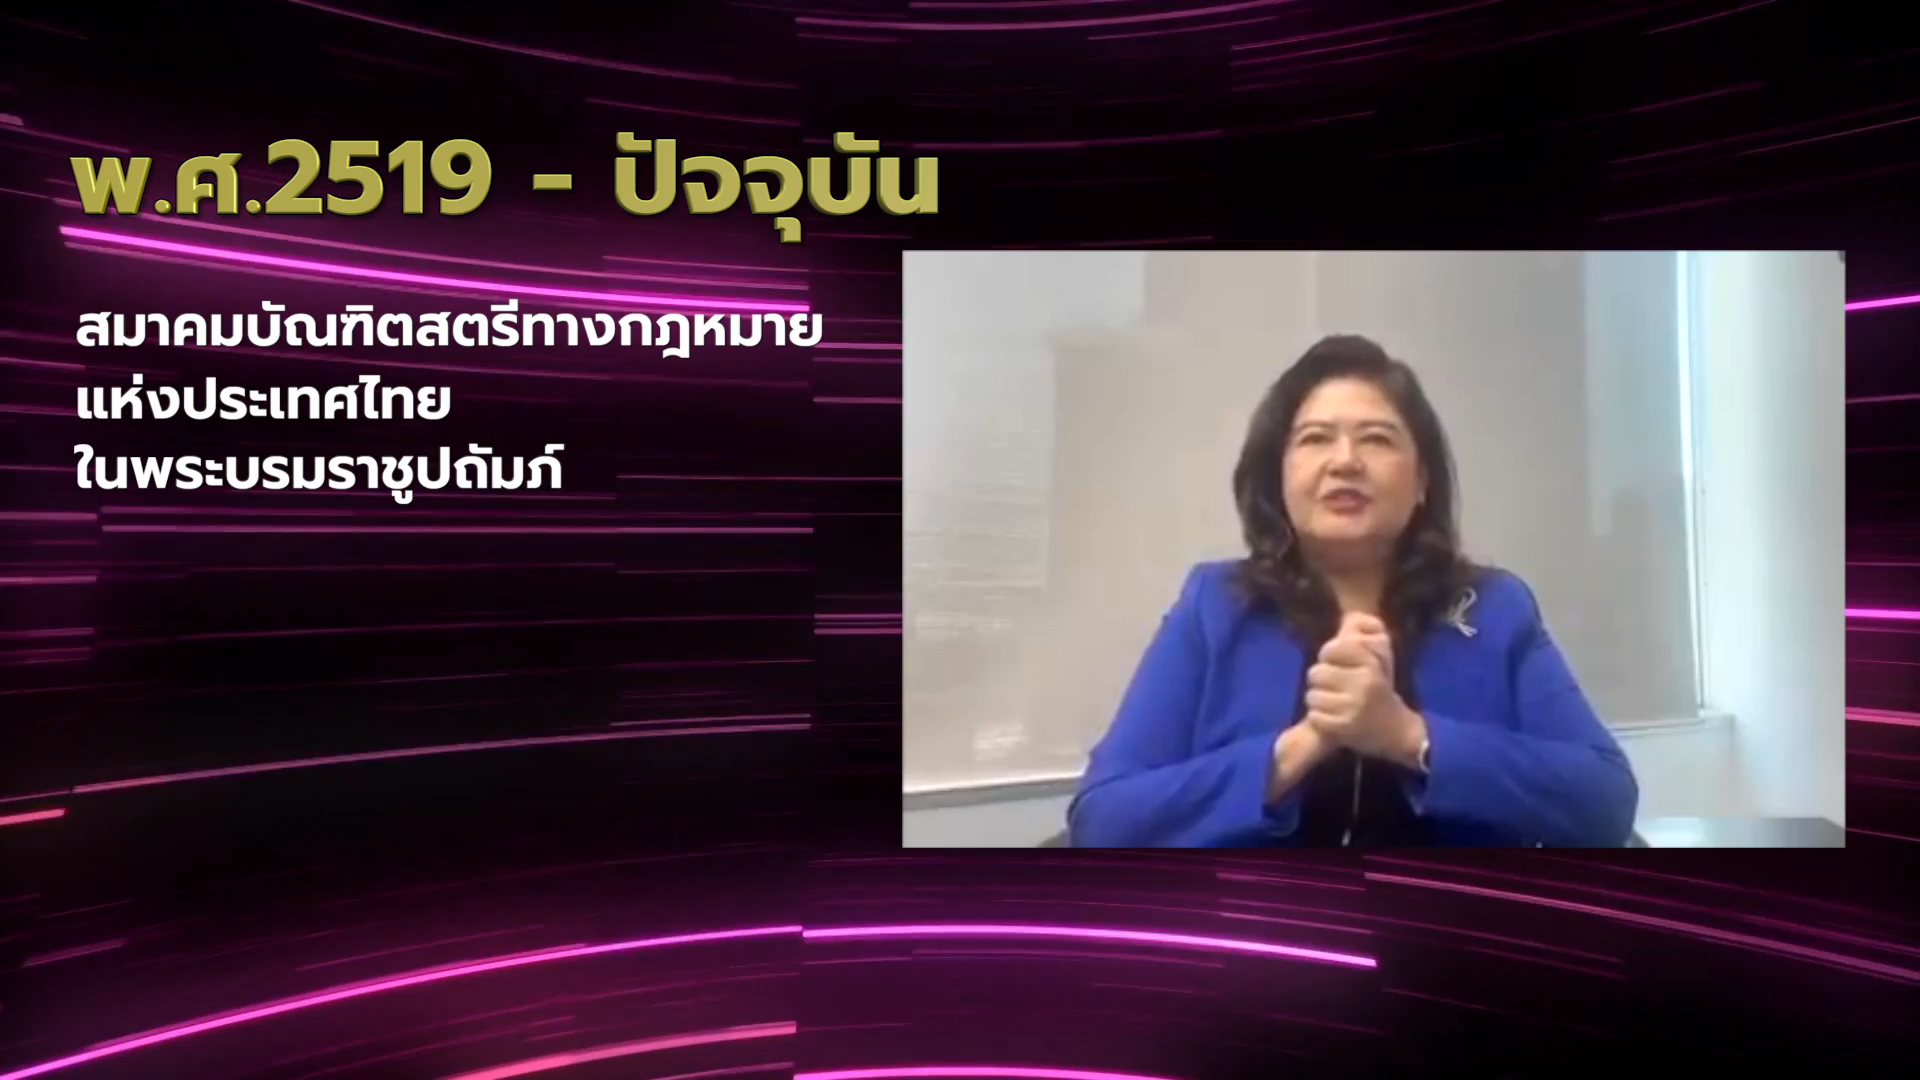 พ.ศ.2519 - ปัจจุบัน
สมาคมบัณฑิตสตรีทางกฎหมาย
แห่งประเทศไทย
ในพระบรมราชูปถัมภ์